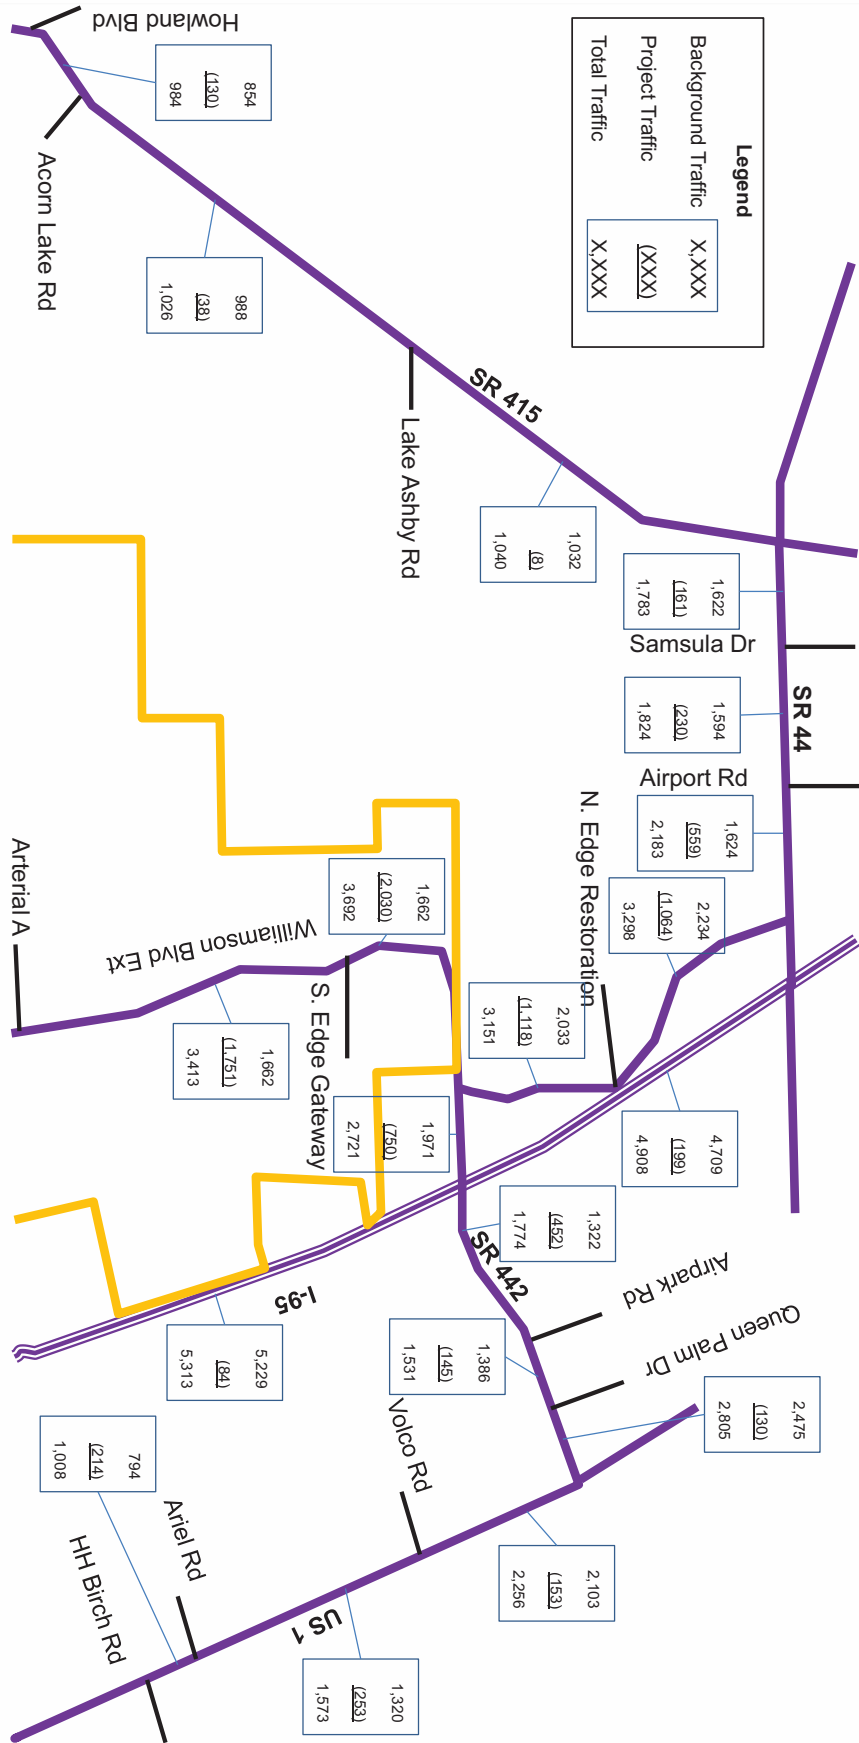 Legend
Background Traffic X,XXX
Project Traffic (XXX)
Total Traffic X,XXX
Howland Blvd
854
(130)
984
Acorn Lake Rd
988
(38)
1,026
Lake Ashby Rd
SR 415
1,032
(8)
1,040
1,622
(161)
1,783
Samsula Dr
SR 44
1,594
(230)
1,824
Airport Rd
1,624
(559)
2,183
N. Edge Restoration
2,234
(1,064)
3,298
1,662
(2,030)
3,692
Williamson Blvd Ext
Arterial A
S. Edge Gateway
2,033
(1,118)
3,151
1,662
(1,751)
3,413
1,971
(750)
2,721
4,709
(199)
4,908
1,322
(452)
1,774
SR 442
I-95
Airpark Rd
Queen Palm Dr
5,229
(84)
5,313
1,386
(145)
1,531
2,475
(130)
2,805
Volco Rd
794
(214)
1,008
Ariel Rd
HH Birch Rd
2,103
(153)
2,256
US 1
1,320
(253)
1,573